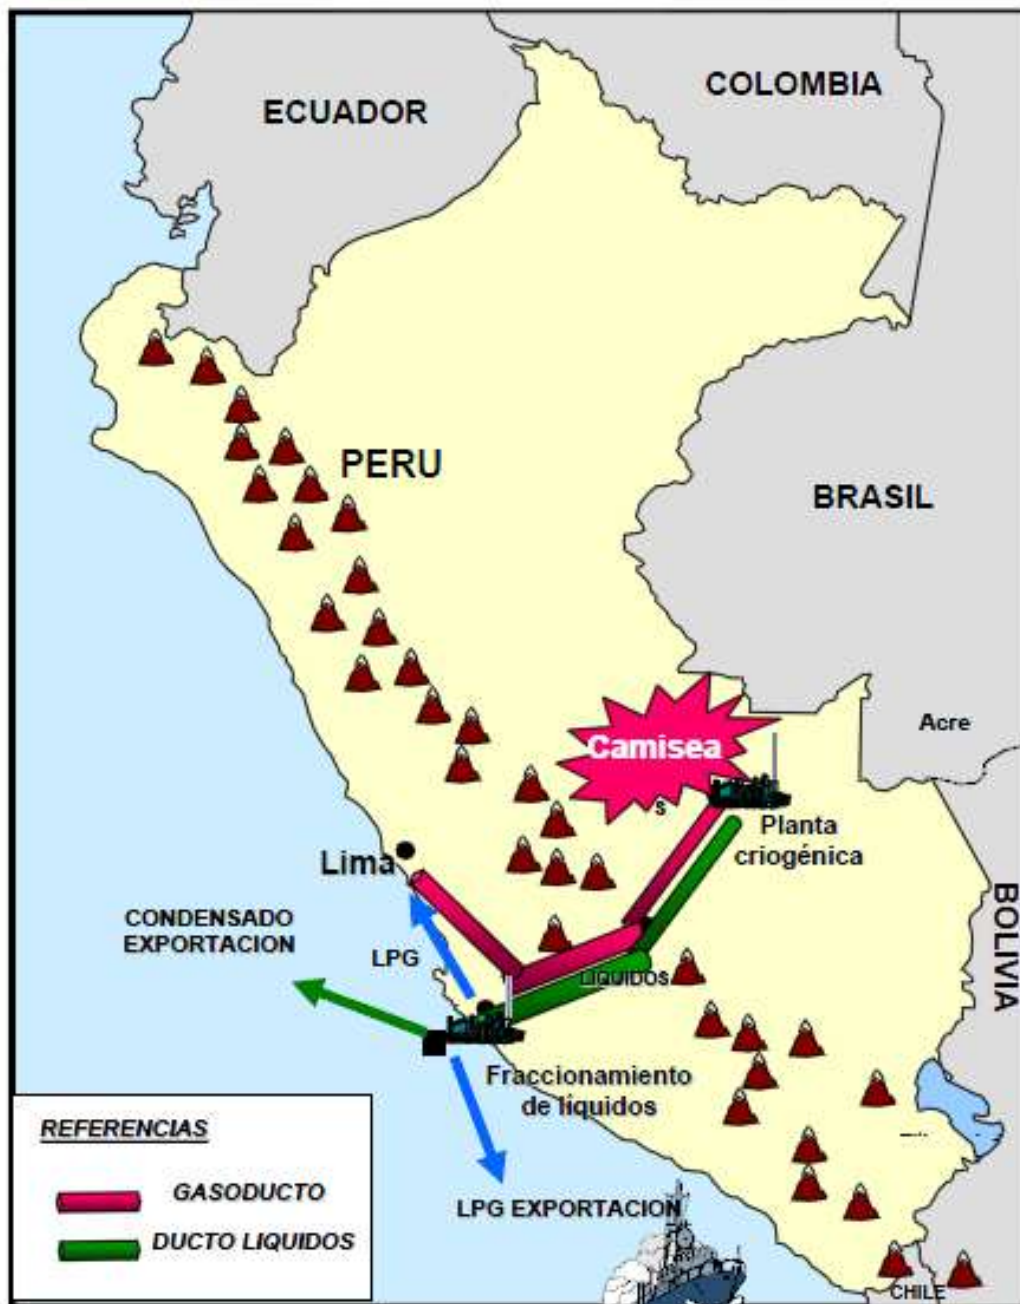 COLOMBIA
ECUADOR
PERU
BRASIL
Acre
Camisea
S
Planta
criogénica
Lima
BOLIVIA
CONDENSADO
EXPORTACION
LPG
LIQUIDOS
Fraccionamiento
de líquidos
REFERENCIAS
GASODUCTO
DUCTO LIQUIDOS
LPG EXPORTACION
CHILE